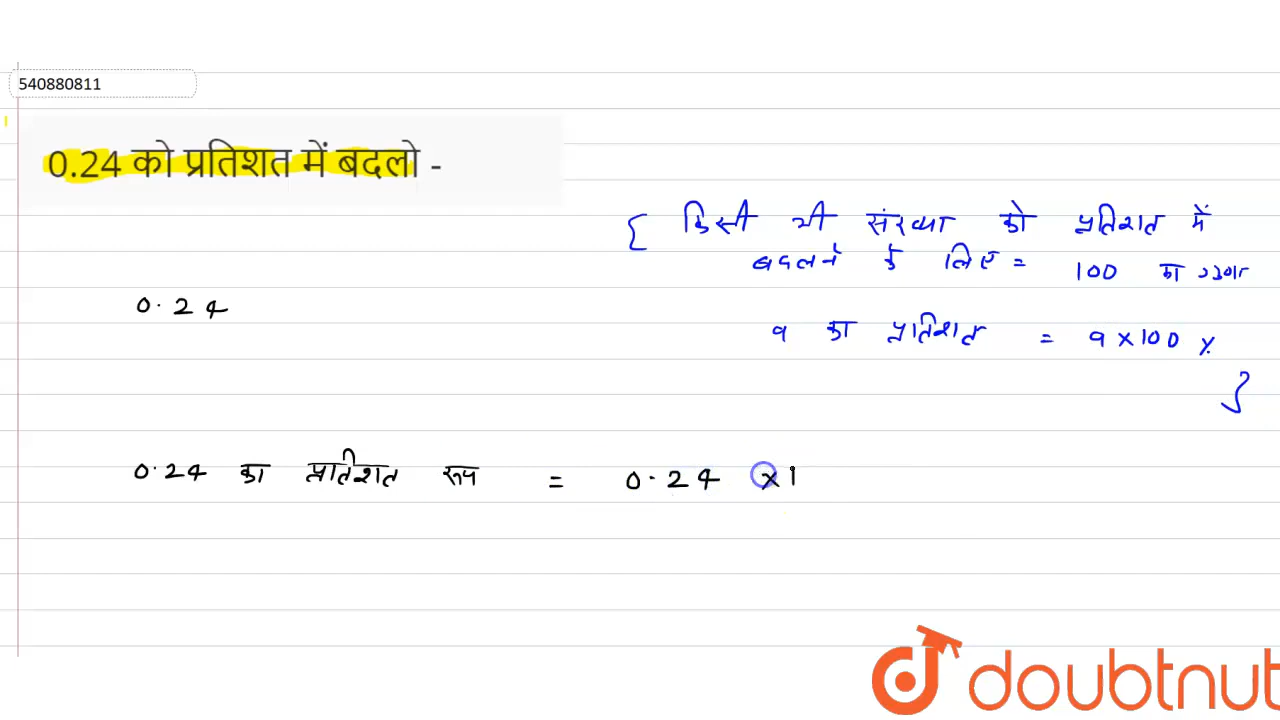 540880811
0.24 को प्रतिशत में बदलो -
{ किसी भी संख्या को प्रतिशत में
बदलने के लिए = 100 का गुणा
0.24
a का प्रतिशत = a x 100 %
}
0.24 का प्रतिशत रूप = 0.24 x 1
doubtnut